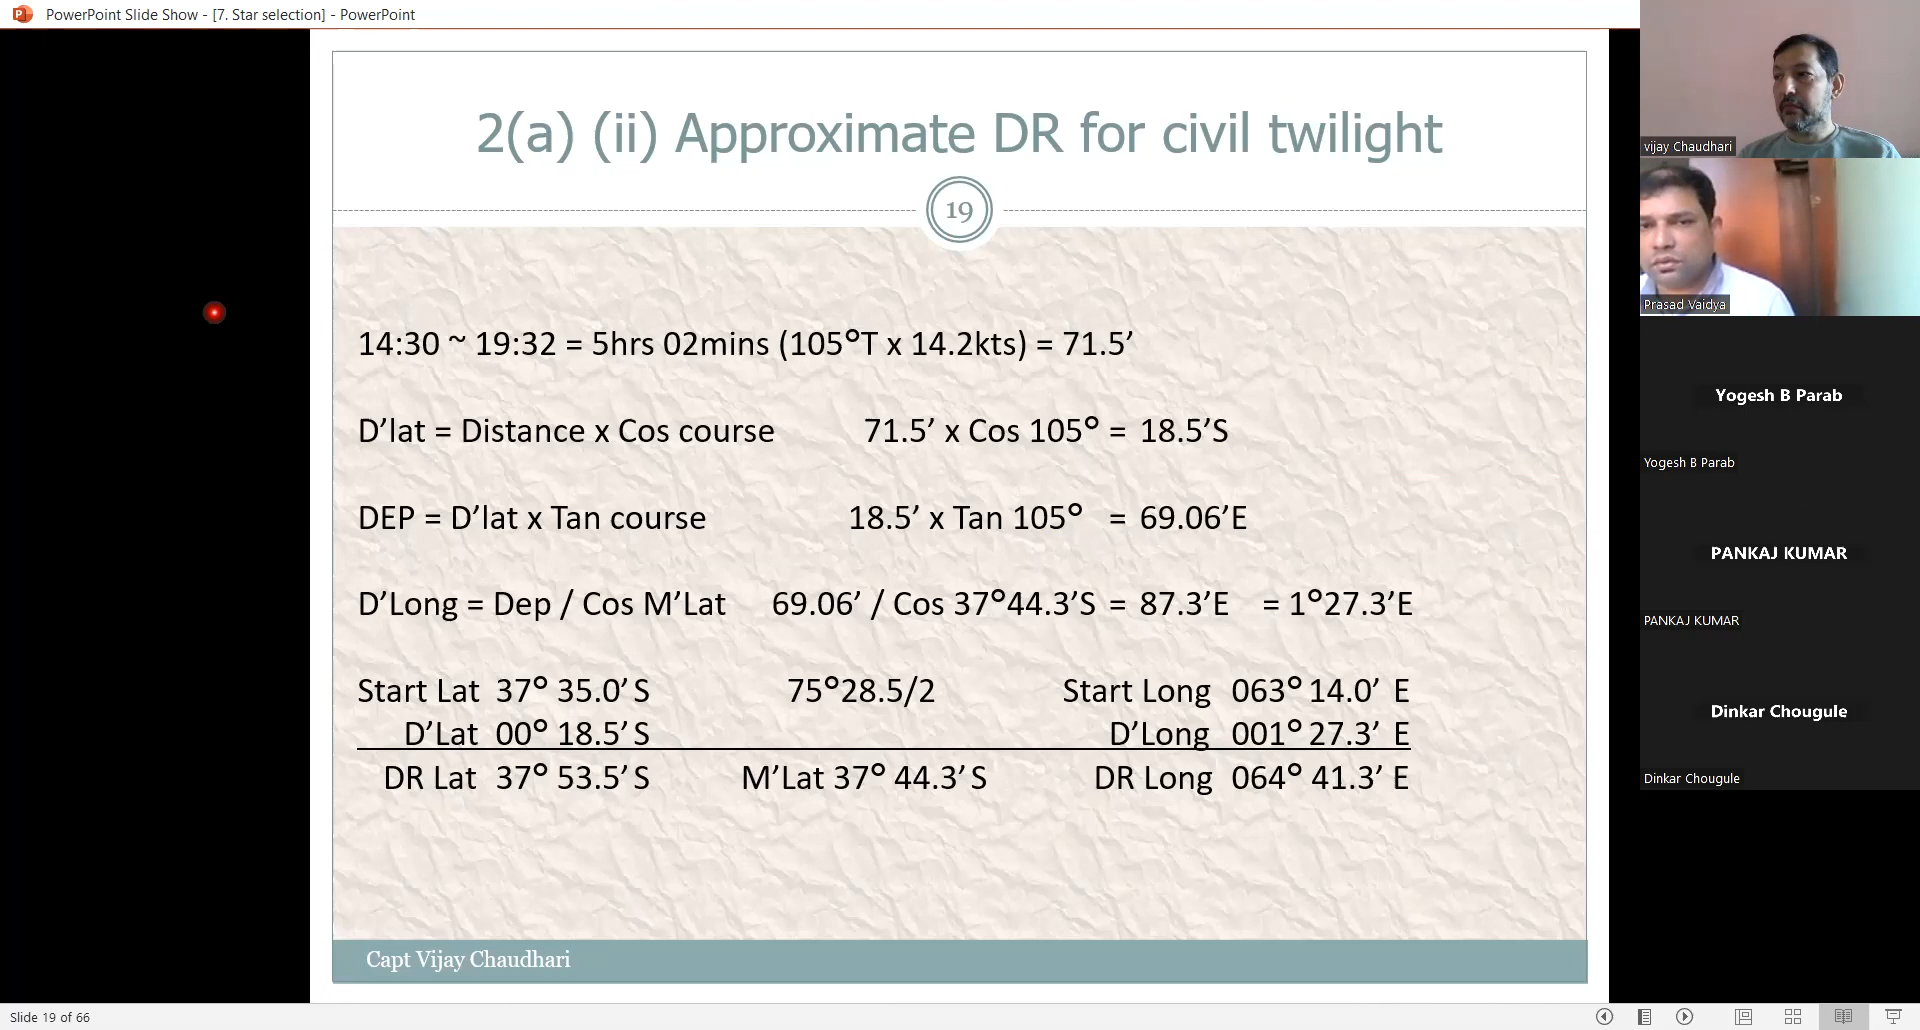 PowerPoint Slide Show - [7. Star selection] - PowerPoint
2(a) (ii) Approximate DR for civil twilight
19
14:30 ~ 19:32 = 5hrs 02mins (105°T x 14.2kts) = 71.5’
D’lat = Distance x Cos course 71.5’ x Cos 105° = 18.5’S
DEP = D’lat x Tan course 18.5’ x Tan 105° = 69.06’E
D’Long = Dep / Cos M’Lat 69.06’ / Cos 37°44.3’S = 87.3’E = 1°27.3’E
Start Lat 37° 35.0’ S 75°28.5/2 Start Long 063° 14.0’ E
D’Lat 00° 18.5’ S D’Long 001° 27.3’ E
DR Lat 37° 53.5’ S M’Lat 37° 44.3’ S DR Long 064° 41.3’ E
Capt Vijay Chaudhari
Slide 19 of 66
vijay Chaudhari
Prasad Vaidya
Yogesh B Parab
Yogesh B Parab
PANKAJ KUMAR
PANKAJ KUMAR
Dinkar Chougule
Dinkar Chougule